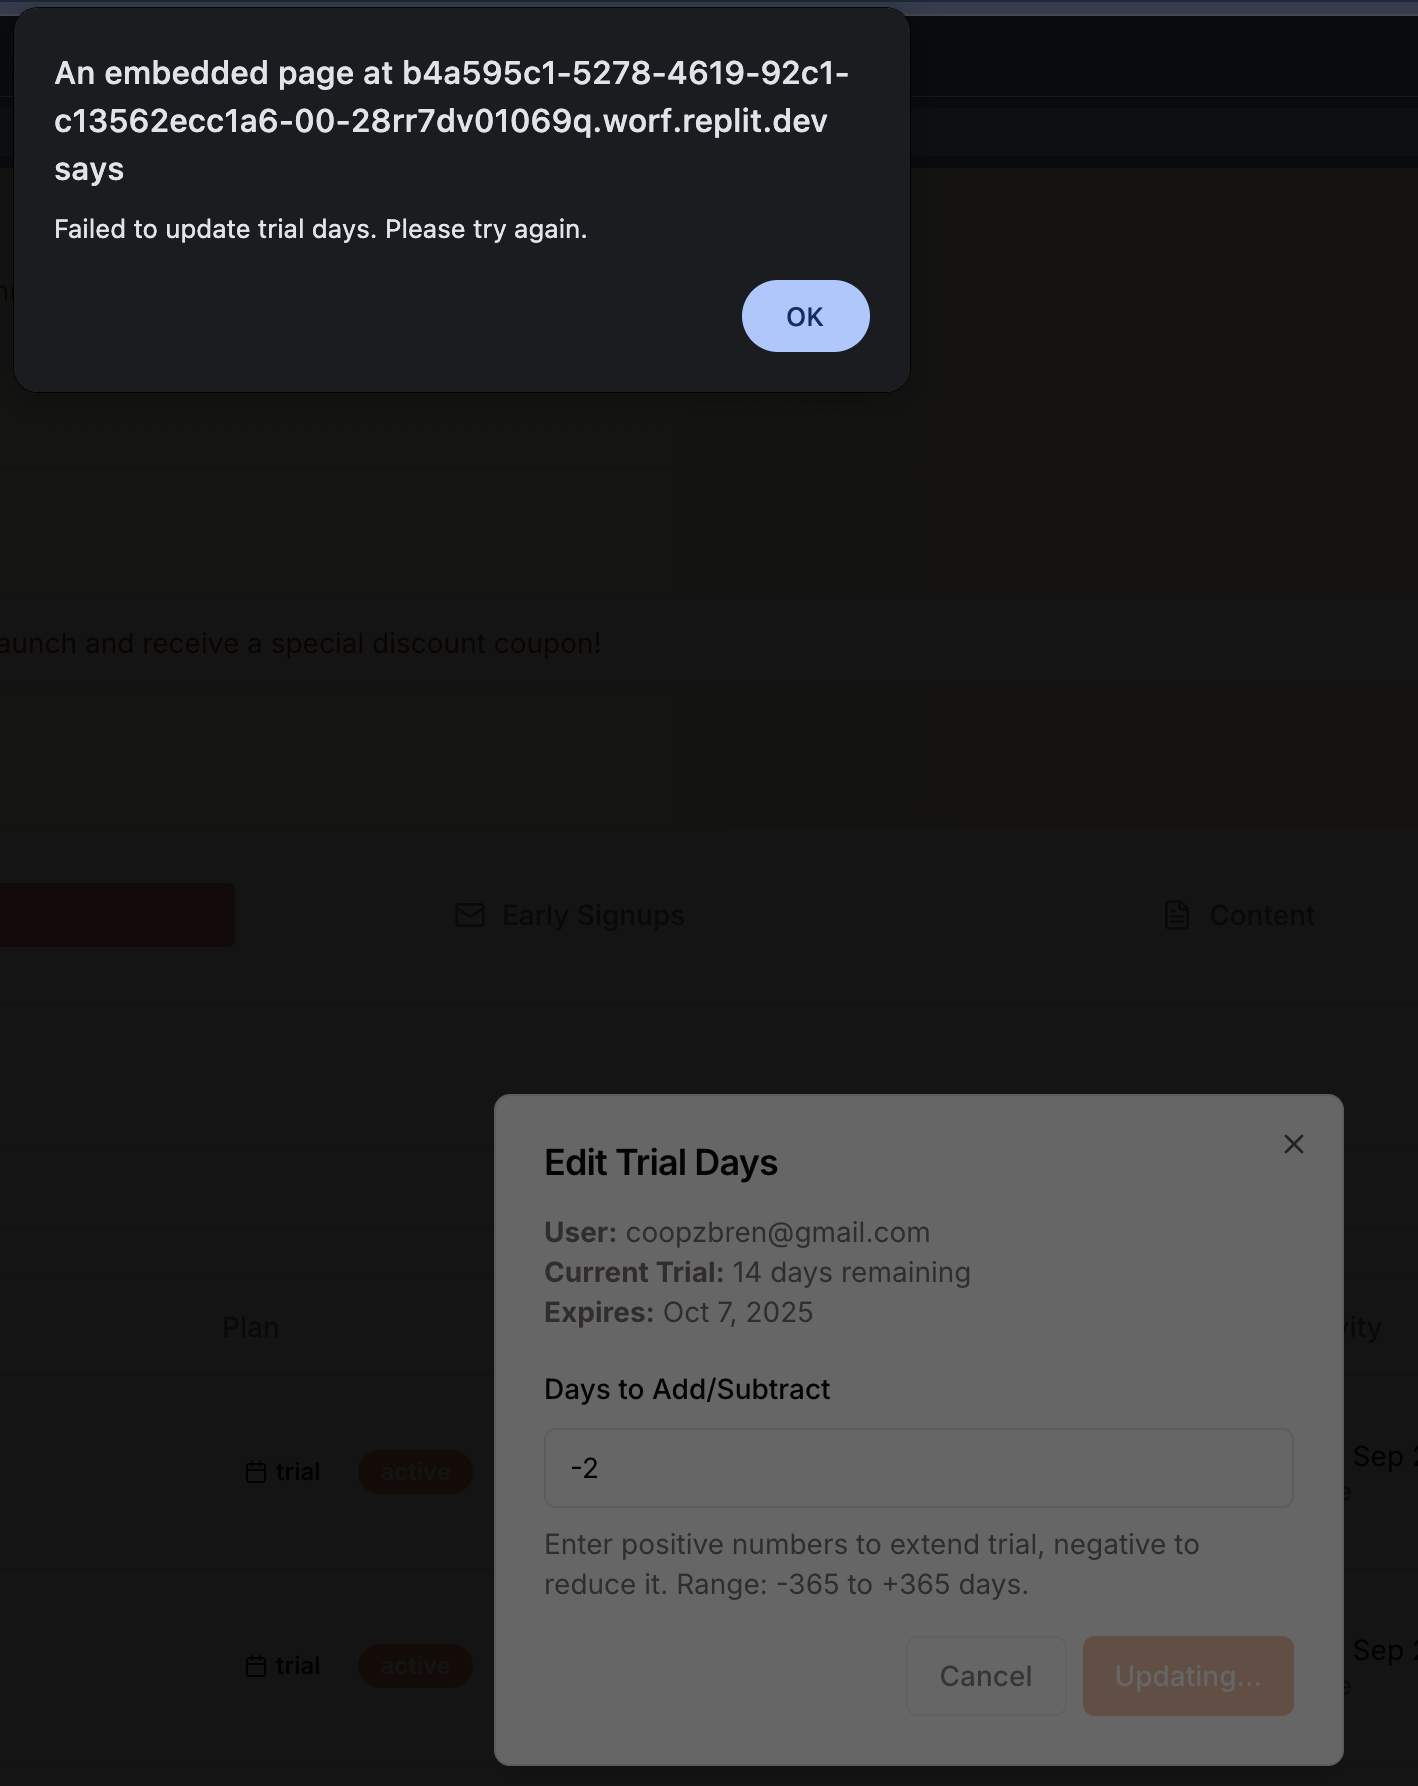 An embedded page at b4a595c1-5278-4619-92c1-
c13562ecc1a6-00-28rr7dv01069q.worf.replit.dev
says
Failed to update trial days. Please try again.
OK
aunch and receive a special discount coupon!
Early Signups
Content
Edit Trial Days
User: coopzbren@gmail.com
Current Trial: 14 days remaining
Expires: Oct 7, 2025
Plan
vity
Days to Add/Subtract
-2
trial
active
Sep 2
Enter positive numbers to extend trial, negative to
reduce it. Range: -365 to +365 days.
trial
active
Sep 2
Cancel
Updating...